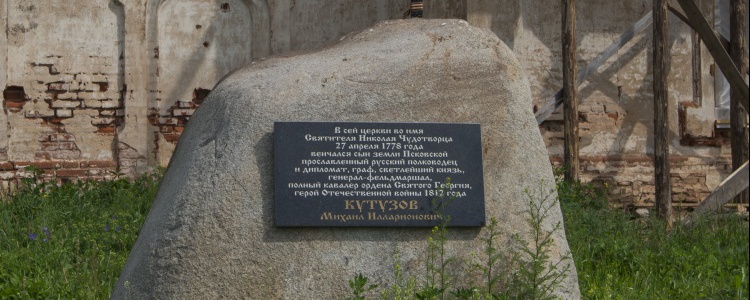 В сей церкви во имя
Святителя Николая Чудотворца
27 апреля 1778 года
венчался сын земли Псковской
прославленный русский полководец
и дипломат, граф, светлейший князь,
генерал-фельдмаршал,
полный кавалер ордена Святого Георгия,
герой Отечественной войны 1812 года
КУТУЗОВ
Михаил Илларионович